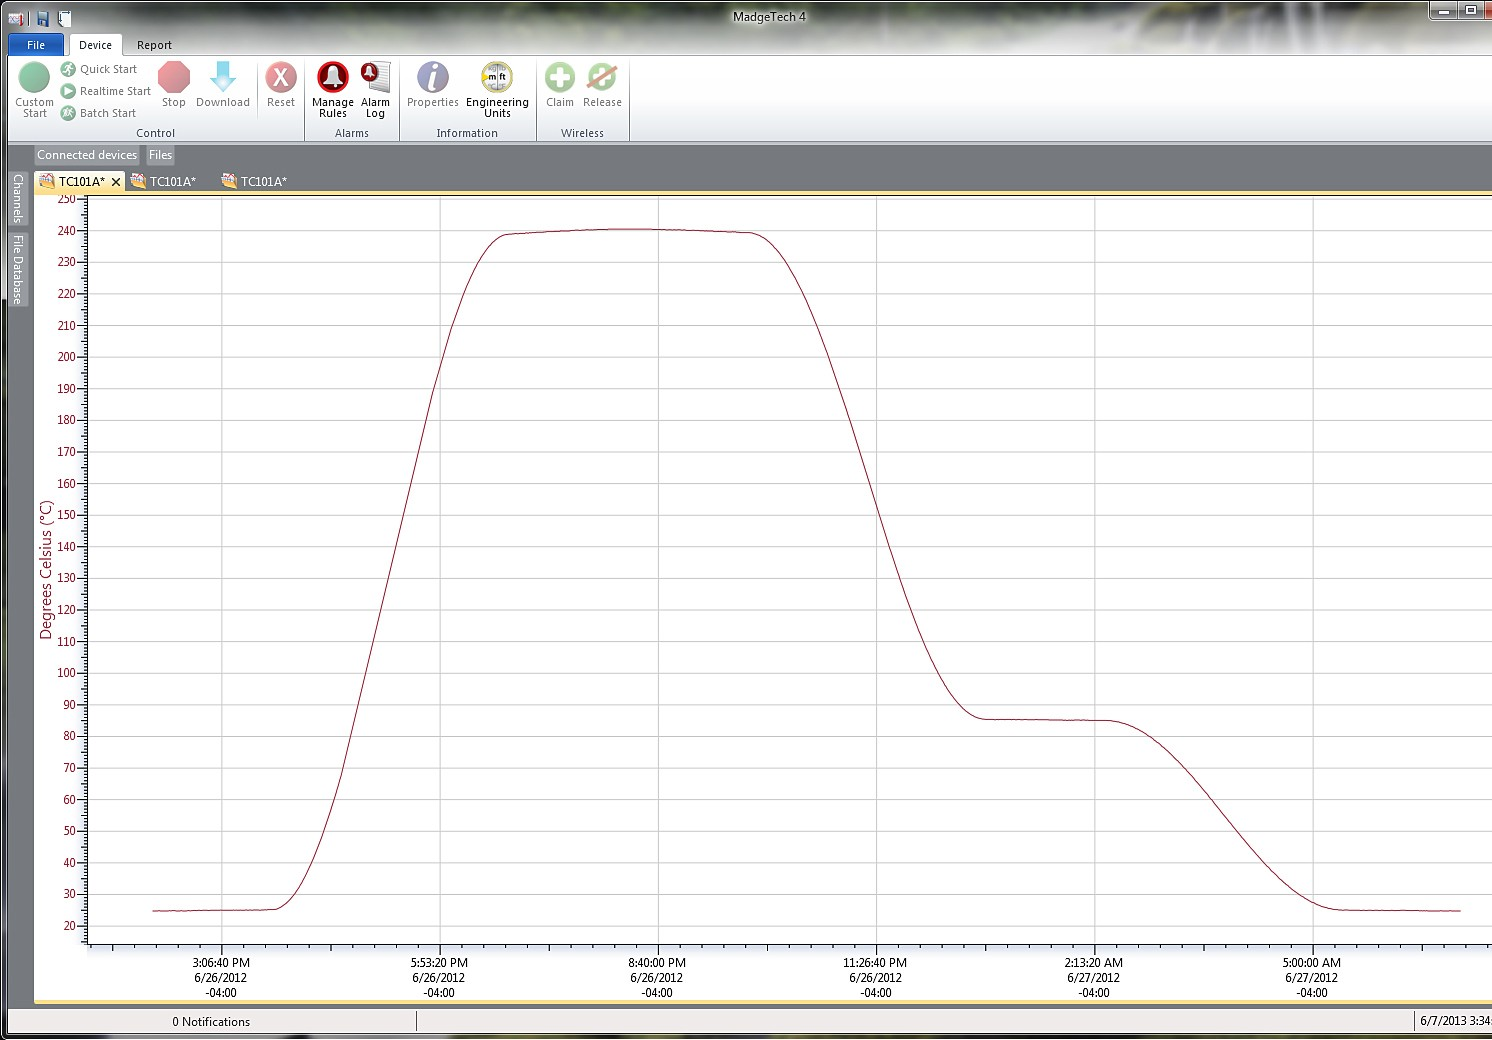 MadgeTech 4
File Device Report
Custom Start
Quick Start
Realtime Start
Batch Start
Stop
Download
Reset
Manage Rules
Alarm Log
Properties
m ft
Engineering Units
Claim
Release
Control
Alarms
Information
Wireless
Connected devices Files
TC101A* TC101A* TC101A*
Channels
File Database
Degrees Celsius (°C)
250
240
230
220
210
200
190
180
170
160
150
140
130
120
110
100
90
80
70
60
50
40
30
20
3:06:40 PM 5:53:20 PM 8:40:00 PM 11:26:40 PM 2:13:20 AM 5:00:00 AM
6/26/2012 6/26/2012 6/26/2012 6/26/2012 6/27/2012 6/27/2012
-04:00 -04:00 -04:00 -04:00 -04:00 -04:00
0 Notifications
6/7/2013 3:34: